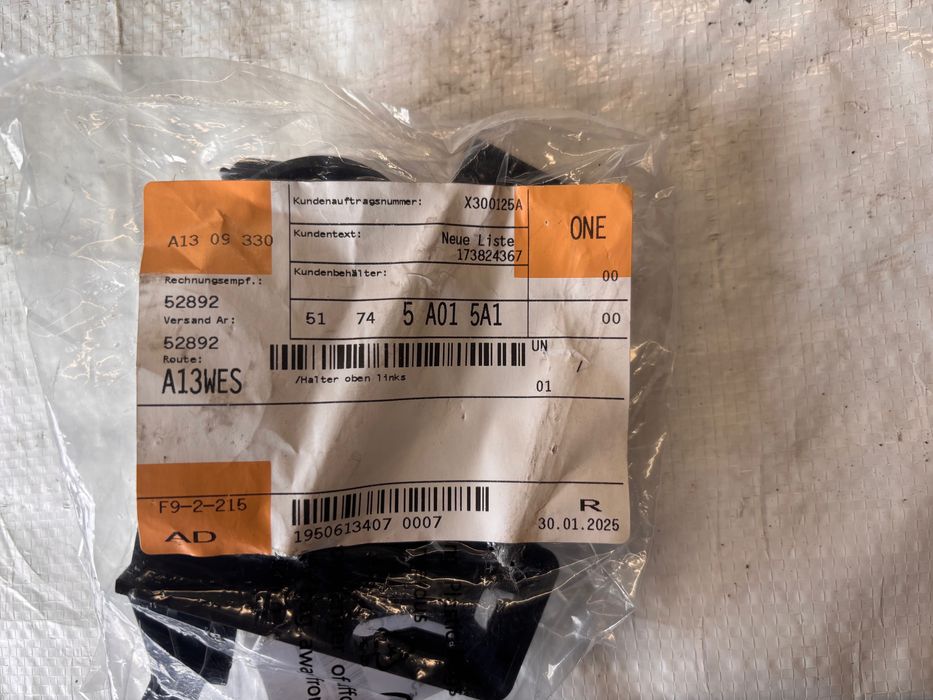 A13 09 330
Kundenauftragsnummer: X300125A
Kundentext: Neue Liste
173824367
Kundenbehälter:
ONE
00
Rechnungsempf.:
52892
Versand Ar:
52892
Route:
A13WES
51 74 5 A01 5A1
00
UN
/
01
/Halter oben links
F9-2-215
AD
1950613407 0007
R
30.01.2025